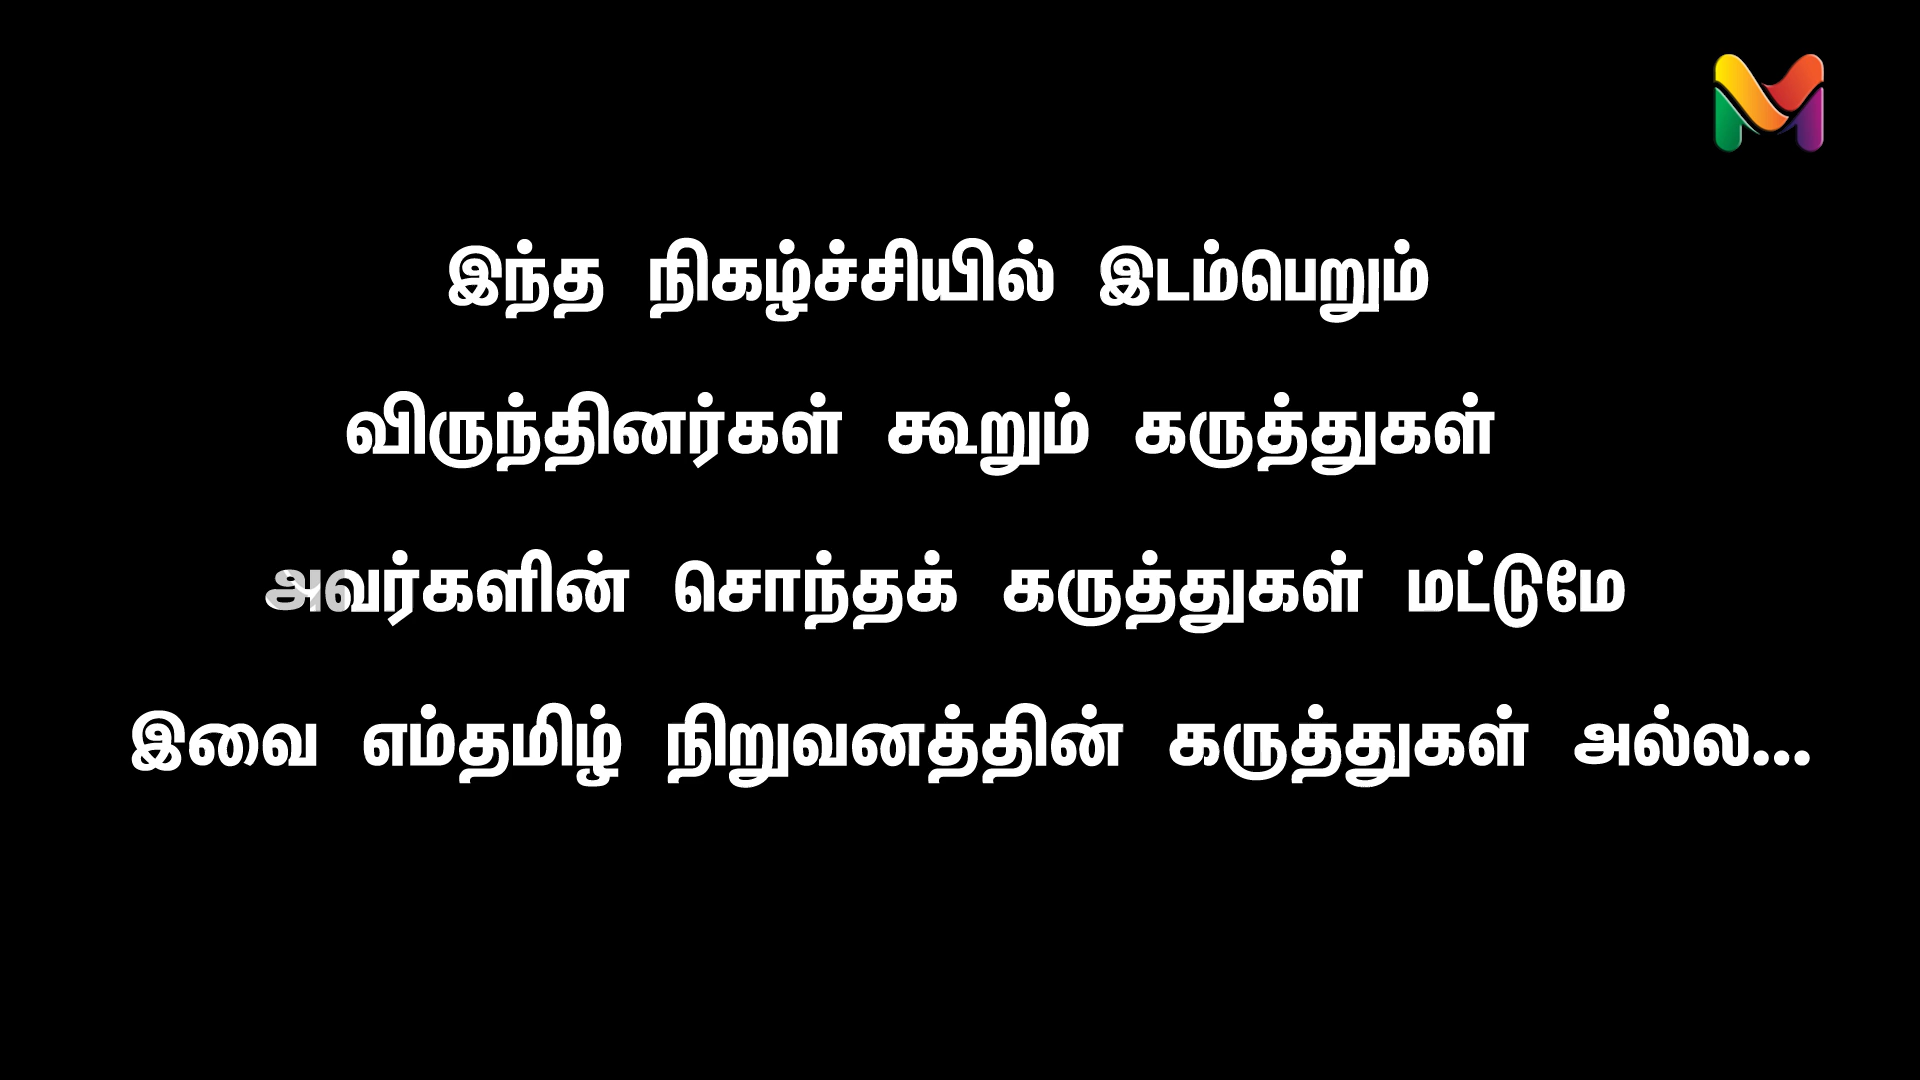 இந்த நிகழ்ச்சியில் இடம்பெறும்
விருந்தினர்கள் கூறும் கருத்துகள்
அவர்களின் சொந்தக் கருத்துகள் மட்டுமே
இவை எம்தமிழ் நிறுவனத்தின் கருத்துகள் அல்ல...